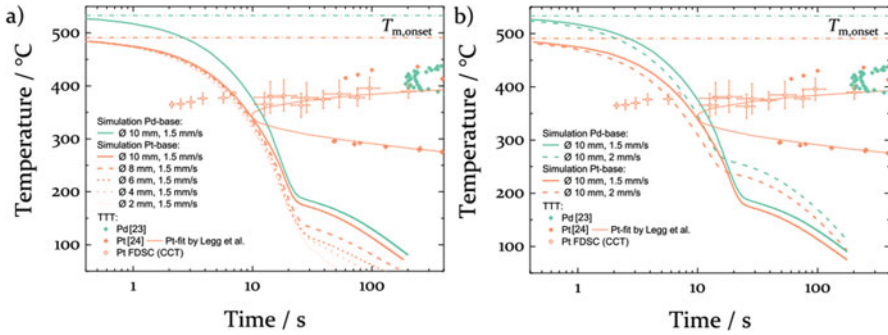 a)
T_m,onset
500
400
300
200
100
Temperature / °C
Simulation Pd-base:
Ø 10 mm, 1.5 mm/s
Simulation Pt-base:
Ø 10 mm, 1.5 mm/s
Ø 8 mm, 1.5 mm/s
Ø 6 mm, 1.5 mm/s
Ø 4 mm, 1.5 mm/s
Ø 2 mm, 1.5 mm/s
TTT:
Pd [23]
Pt [24] Pt-fit by Legg et al.
Pt FDSC (CCT)
1 10 100
Time / s
b)
T_m,onset
500
400
300
200
100
Temperature / °C
Simulation Pd-base:
Ø 10 mm, 1.5 mm/s
Ø 10 mm, 2 mm/s
Simulation Pt-base:
Ø 10 mm, 1.5 mm/s
Ø 10 mm, 2 mm/s
TTT:
Pd [23]
Pt [24] Pt-fit by Legg et al.
Pt FDSC (CCT)
1 10 100
Time / s